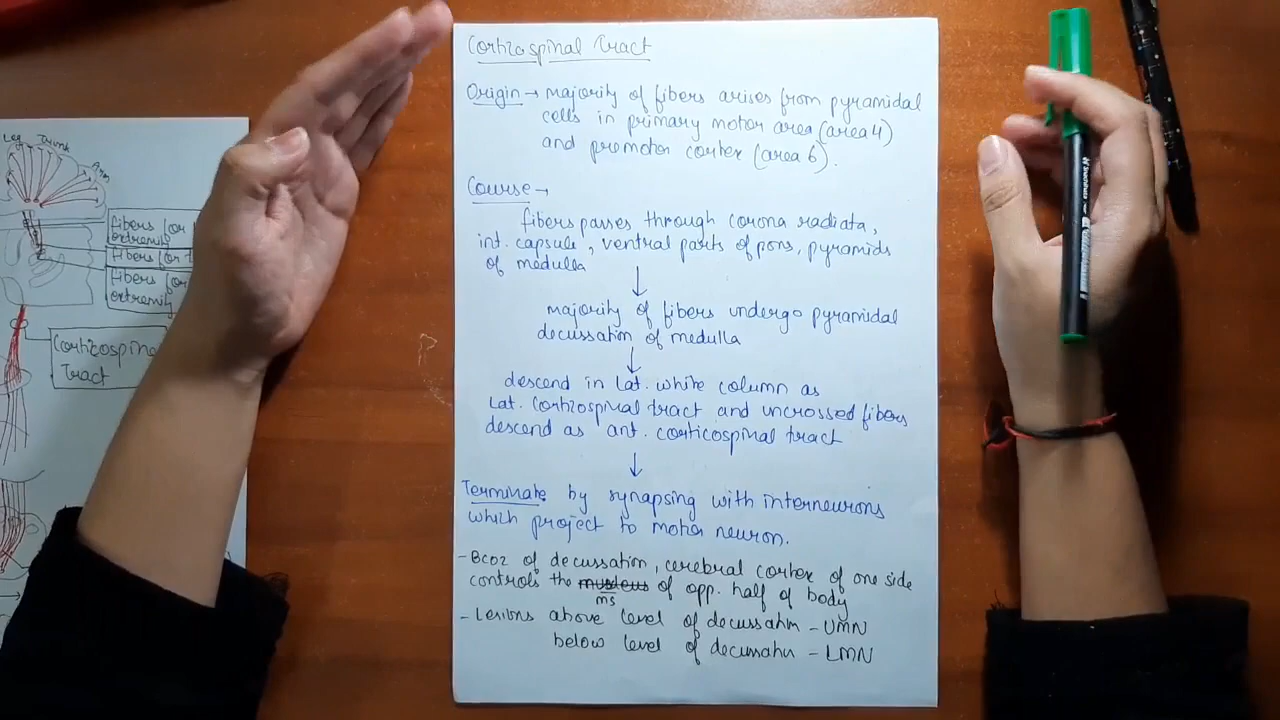 Corticospinal Tract
Origin → majority of fibers arises from pyramidal
cells in primary motor area (area 4)
and premotor cortex (area 6).
Course →
fibers passes through corona radiata,
int. capsule, ventral parts of pons, pyramids
of medulla
↓
majority of fibers undergo pyramidal
decussation of medulla
↓
descend in Lat. white column as
Lat. Corticospinal tract and uncrossed fibers
descend as ant. corticospinal tract
↓
Terminate by synapsing with interneurons
which project to motor neuron.
- Bcoz of decussation, cerebral cortex of one side
controls the ms of opp. half of body
- Lesions above level of decussation - UMN
below level of decussation - LMN
Leg Trunk Arm
fibers for
extremity
fibers for t
fibers for
extremity
Corticospinal
Tract